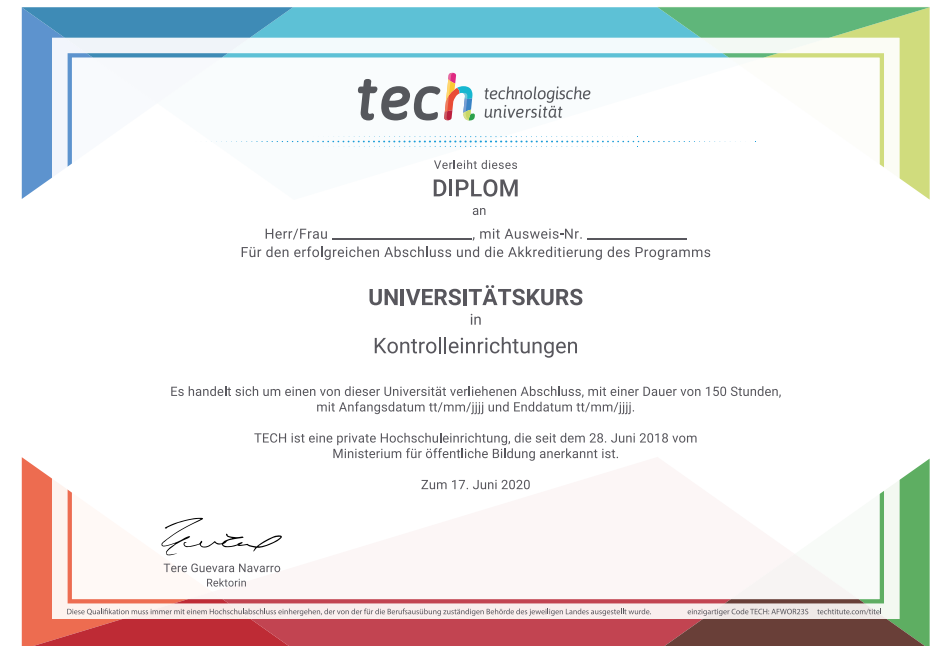 tech technologische
universität
Verleiht dieses
DIPLOM
an
Herr/Frau ____________________, mit Ausweis-Nr. ______________
Für den erfolgreichen Abschluss und die Akkreditierung des Programms
UNIVERSITÄTSKURS
in
Kontrolleinrichtungen
Es handelt sich um einen von dieser Universität verliehenen Abschluss, mit einer Dauer von 150 Stunden,
mit Anfangsdatum tt/mm/jjjj und Enddatum tt/mm/jjjj.
TECH ist eine private Hochschuleinrichtung, die seit dem 28. Juni 2018 vom
Ministerium für öffentliche Bildung anerkannt ist.
Zum 17. Juni 2020
Tere Guevara Navarro
Rektorin
Diese Qualifikation muss immer mit einem Hochschulabschluss einhergehen, der von der für die Berufsausübung zuständigen Behörde des jeweiligen Landes ausgestellt wurde. einzigartiger Code TECH: AFWOR23S techtitute.com/titel